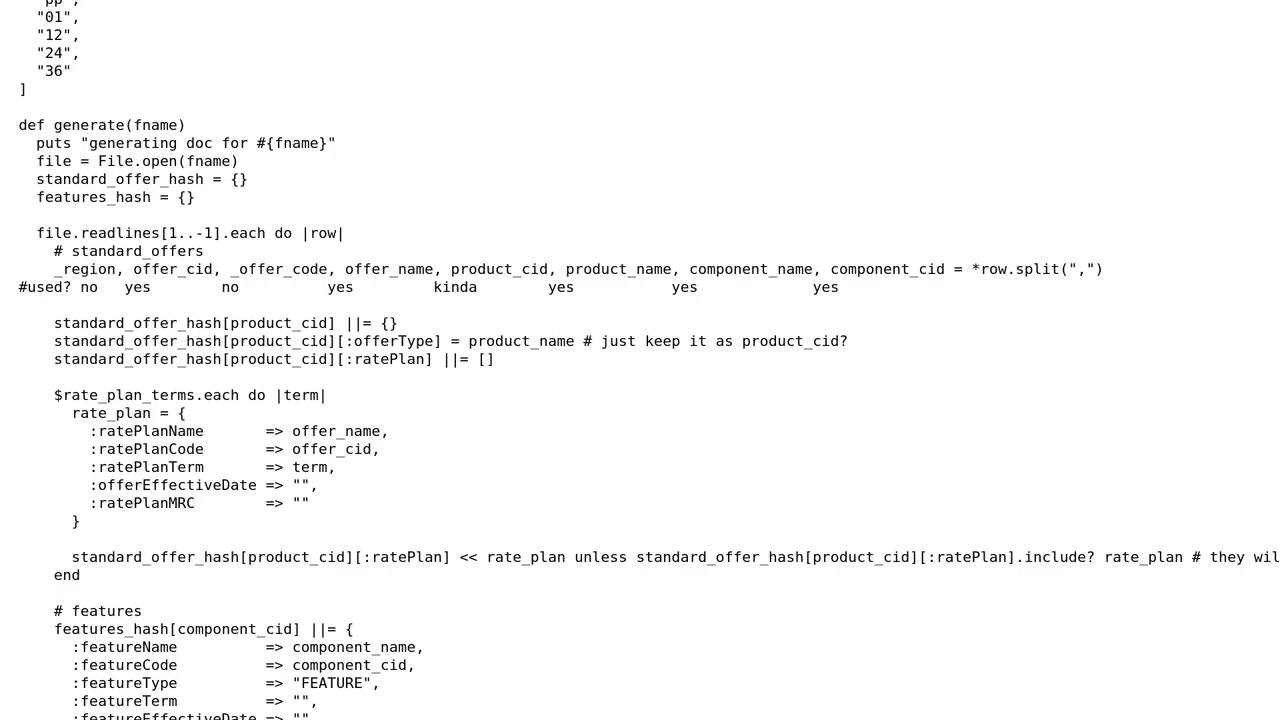 "pp",
"01",
"12",
"24",
"36"
]
def generate(fname)
puts "generating doc for #{fname}"
file = File.open(fname)
standard_offer_hash = {}
features_hash = {}
file.readlines[1..-1].each do |row|
# standard_offers
_region, offer_cid, _offer_code, offer_name, product_cid, product_name, component_name, component_cid = *row.split(",")
#used? no yes no yes kinda yes yes yes
standard_offer_hash[product_cid] ||= {}
standard_offer_hash[product_cid][:offerType] = product_name # just keep it as product_cid?
standard_offer_hash[product_cid][:ratePlan] ||= []
$rate_plan_terms.each do |term|
rate_plan = {
:ratePlanName => offer_name,
:ratePlanCode => offer_cid,
:ratePlanTerm => term,
:offerEffectiveDate => "",
:ratePlanMRC => ""
}
standard_offer_hash[product_cid][:ratePlan] << rate_plan unless standard_offer_hash[product_cid][:ratePlan].include? rate_plan # they wil
end
# features
features_hash[component_cid] ||= {
:featureName => component_name,
:featureCode => component_cid,
:featureType => "FEATURE",
:featureTerm => "",
:featureEffectiveDate => ""